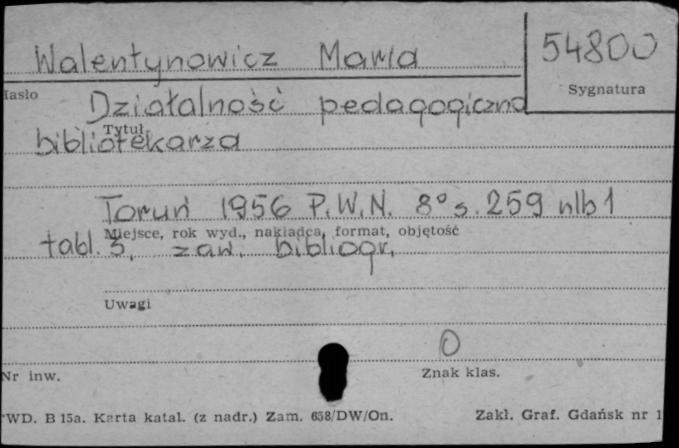 Walentynowicz Maria
54800
Hasło
Sygnatura
Działalność pedagogiczna
Tytuł
bibliotekarza
Toruń 1956 P.W.N. 8° s. 259 nlb 1
Miejsce, rok wyd., nakładca, format, objętość
tabl. 3, zaw. bibliogr.
Uwagi
0
Nr inw.
Znak klas.
WD. B 15a. Karta katal. (z nadr.) Zam. 658/DW/On.
Zakł. Graf. Gdańsk nr 1